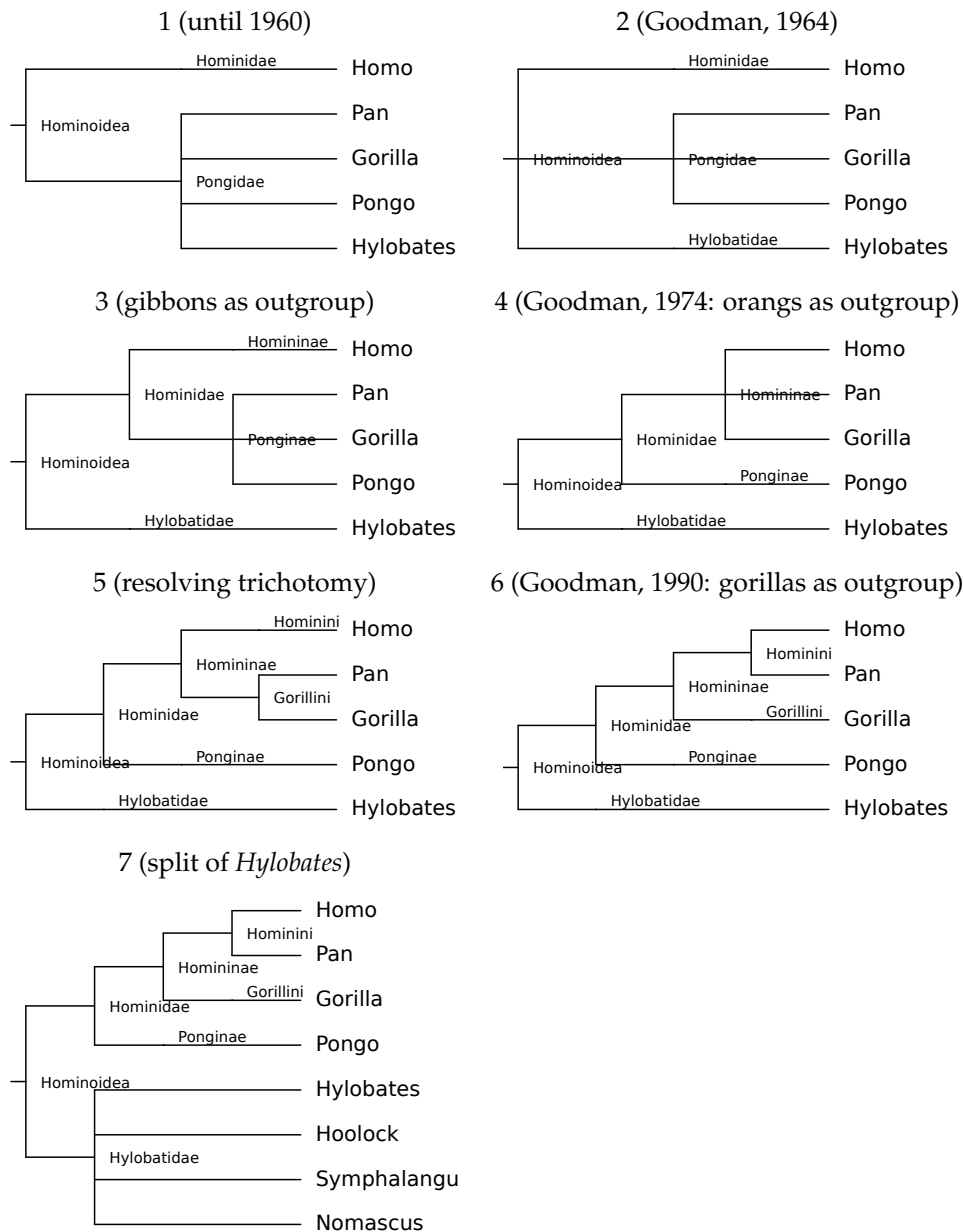 1 (until 1960)
Hominidae
Homo
Pan
Hominoidea
Gorilla
Pongidae
Pongo
Hylobates
2 (Goodman, 1964)
Hominidae
Homo
Pan
Hominoidea
Pongidae
Gorilla
Pongo
Hylobatidae
Hylobates
3 (gibbons as outgroup)
Homininae
Homo
Hominidae
Pan
Ponginae
Gorilla
Hominoidea
Pongo
Hylobatidae
Hylobates
4 (Goodman, 1974: orangs as outgroup)
Homo
Homininae
Pan
Hominidae
Gorilla
Hominoidea
Ponginae
Pongo
Hylobatidae
Hylobates
5 (resolving trichotomy)
Hominini
Homo
Homininae
Pan
Gorillini
Hominidae
Gorilla
Hominoidea
Ponginae
Pongo
Hylobatidae
Hylobates
6 (Goodman, 1990: gorillas as outgroup)
Homo
Hominini
Pan
Homininae
Gorillini
Gorilla
Hominidae
Ponginae
Pongo
Hominoidea
Hylobatidae
Hylobates
7 (split of Hylobates)
Homo
Hominini
Pan
Homininae
Gorillini
Gorilla
Hominidae
Ponginae
Pongo
Hominoidea
Hylobates
Hoolock
Hylobatidae
Symphalangu
Nomascus